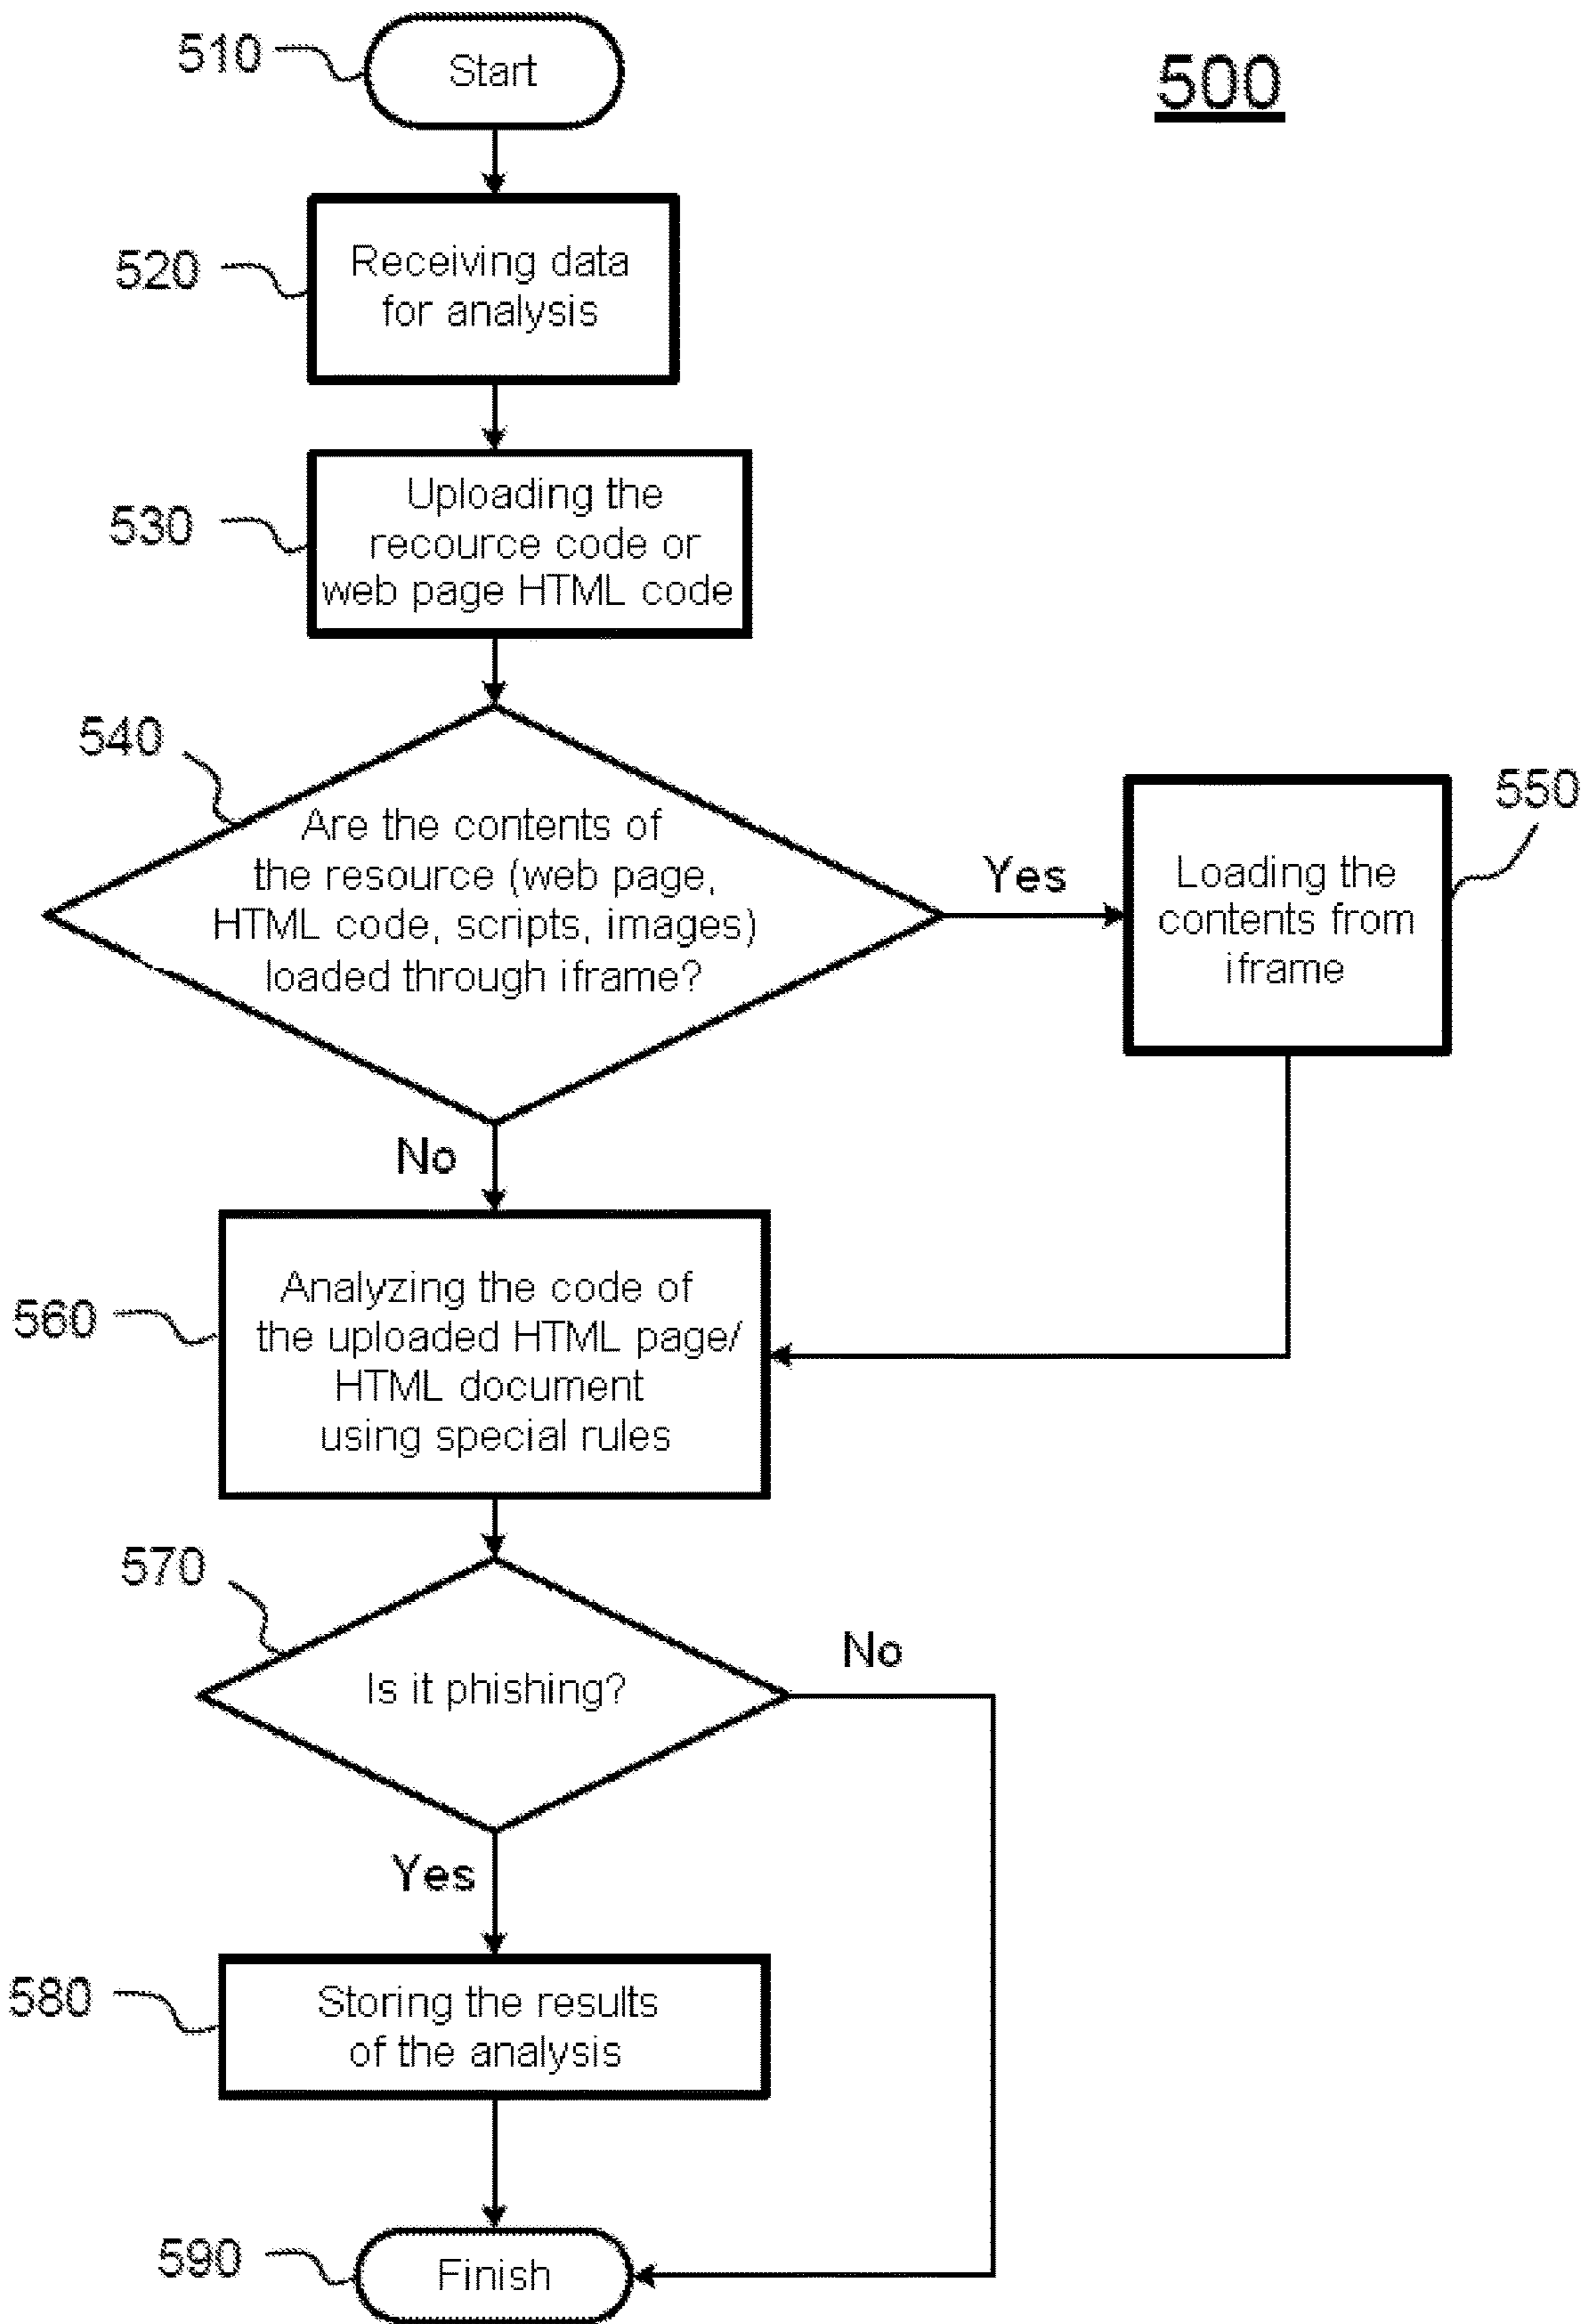 510
Start
500
520
Receiving data
for analysis
530
Uploading the
recource code or
web page HTML code
540
Are the contents of
the resource (web page,
HTML code, scripts, images)
loaded through iframe?
Yes
550
Loading the
contents from
iframe
No
560
Analyzing the code of
the uploaded HTML page/
HTML document
using special rules
570
Is it phishing?
No
Yes
580
Storing the results
of the analysis
590
Finish